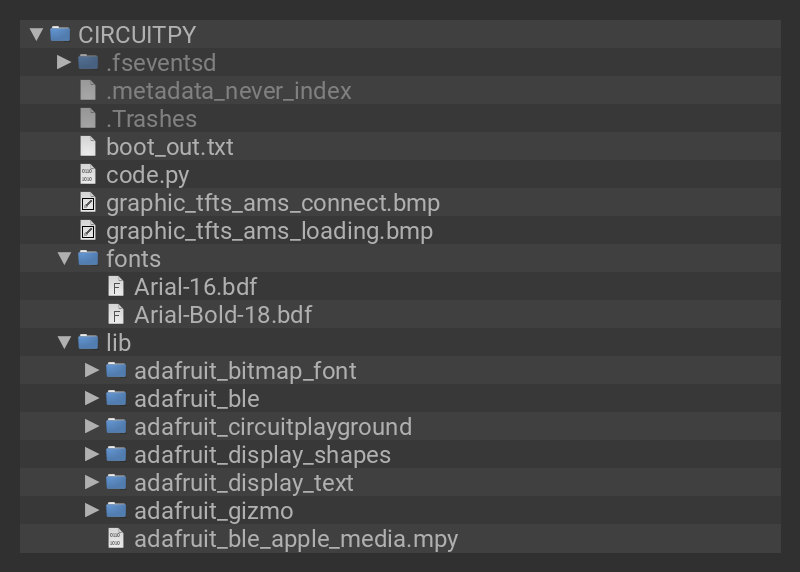 CIRCUITPY
.fseventsd
.metadata_never_index
.Trashes
boot_out.txt
code.py
graphic_tfts_ams_connect.bmp
graphic_tfts_ams_loading.bmp
fonts
Arial-16.bdf
Arial-Bold-18.bdf
lib
adafruit_bitmap_font
adafruit_ble
adafruit_circuitplayground
adafruit_display_shapes
adafruit_display_text
adafruit_gizmo
adafruit_ble_apple_media.mpy